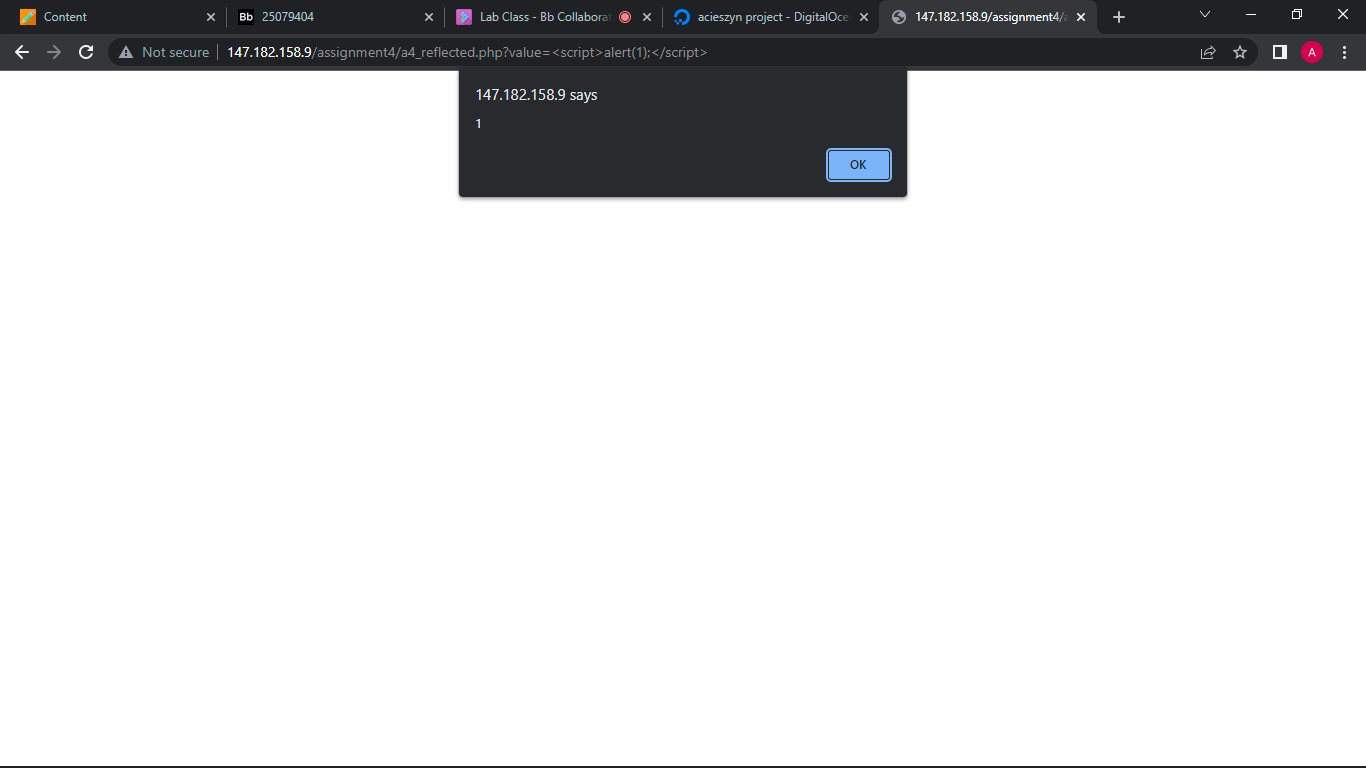 Content
Bb 25079404
Lab Class - Bb Collaborat
acieszyn project - DigitalOce
147.182.158.9/assignment4/a
Not secure 147.182.158.9/assignment4/a4_reflected.php?value=<script>alert(1);</script>
A
147.182.158.9 says
1
OK